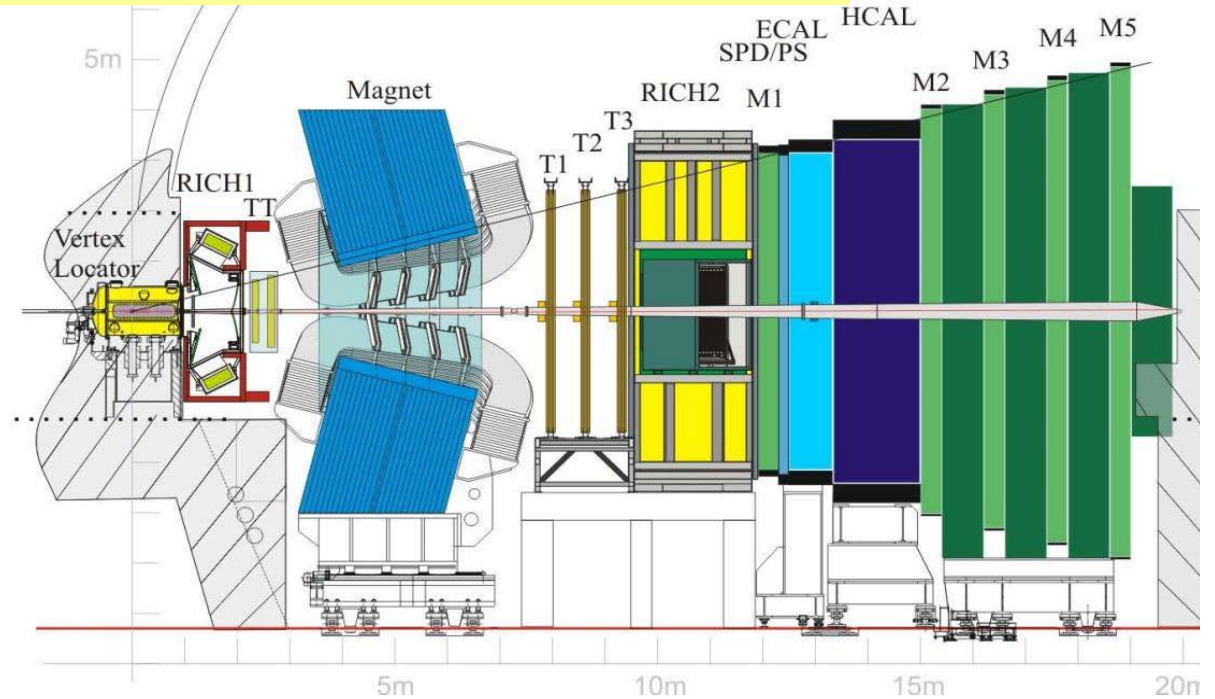 HCAL
ECAL
SPD/PS
M5
M4
M3
M2
M1
5m
Magnet
RICH2
T3
T2
T1
RICH1
TT
Vertex
Locator
5m
10m
15m
20m